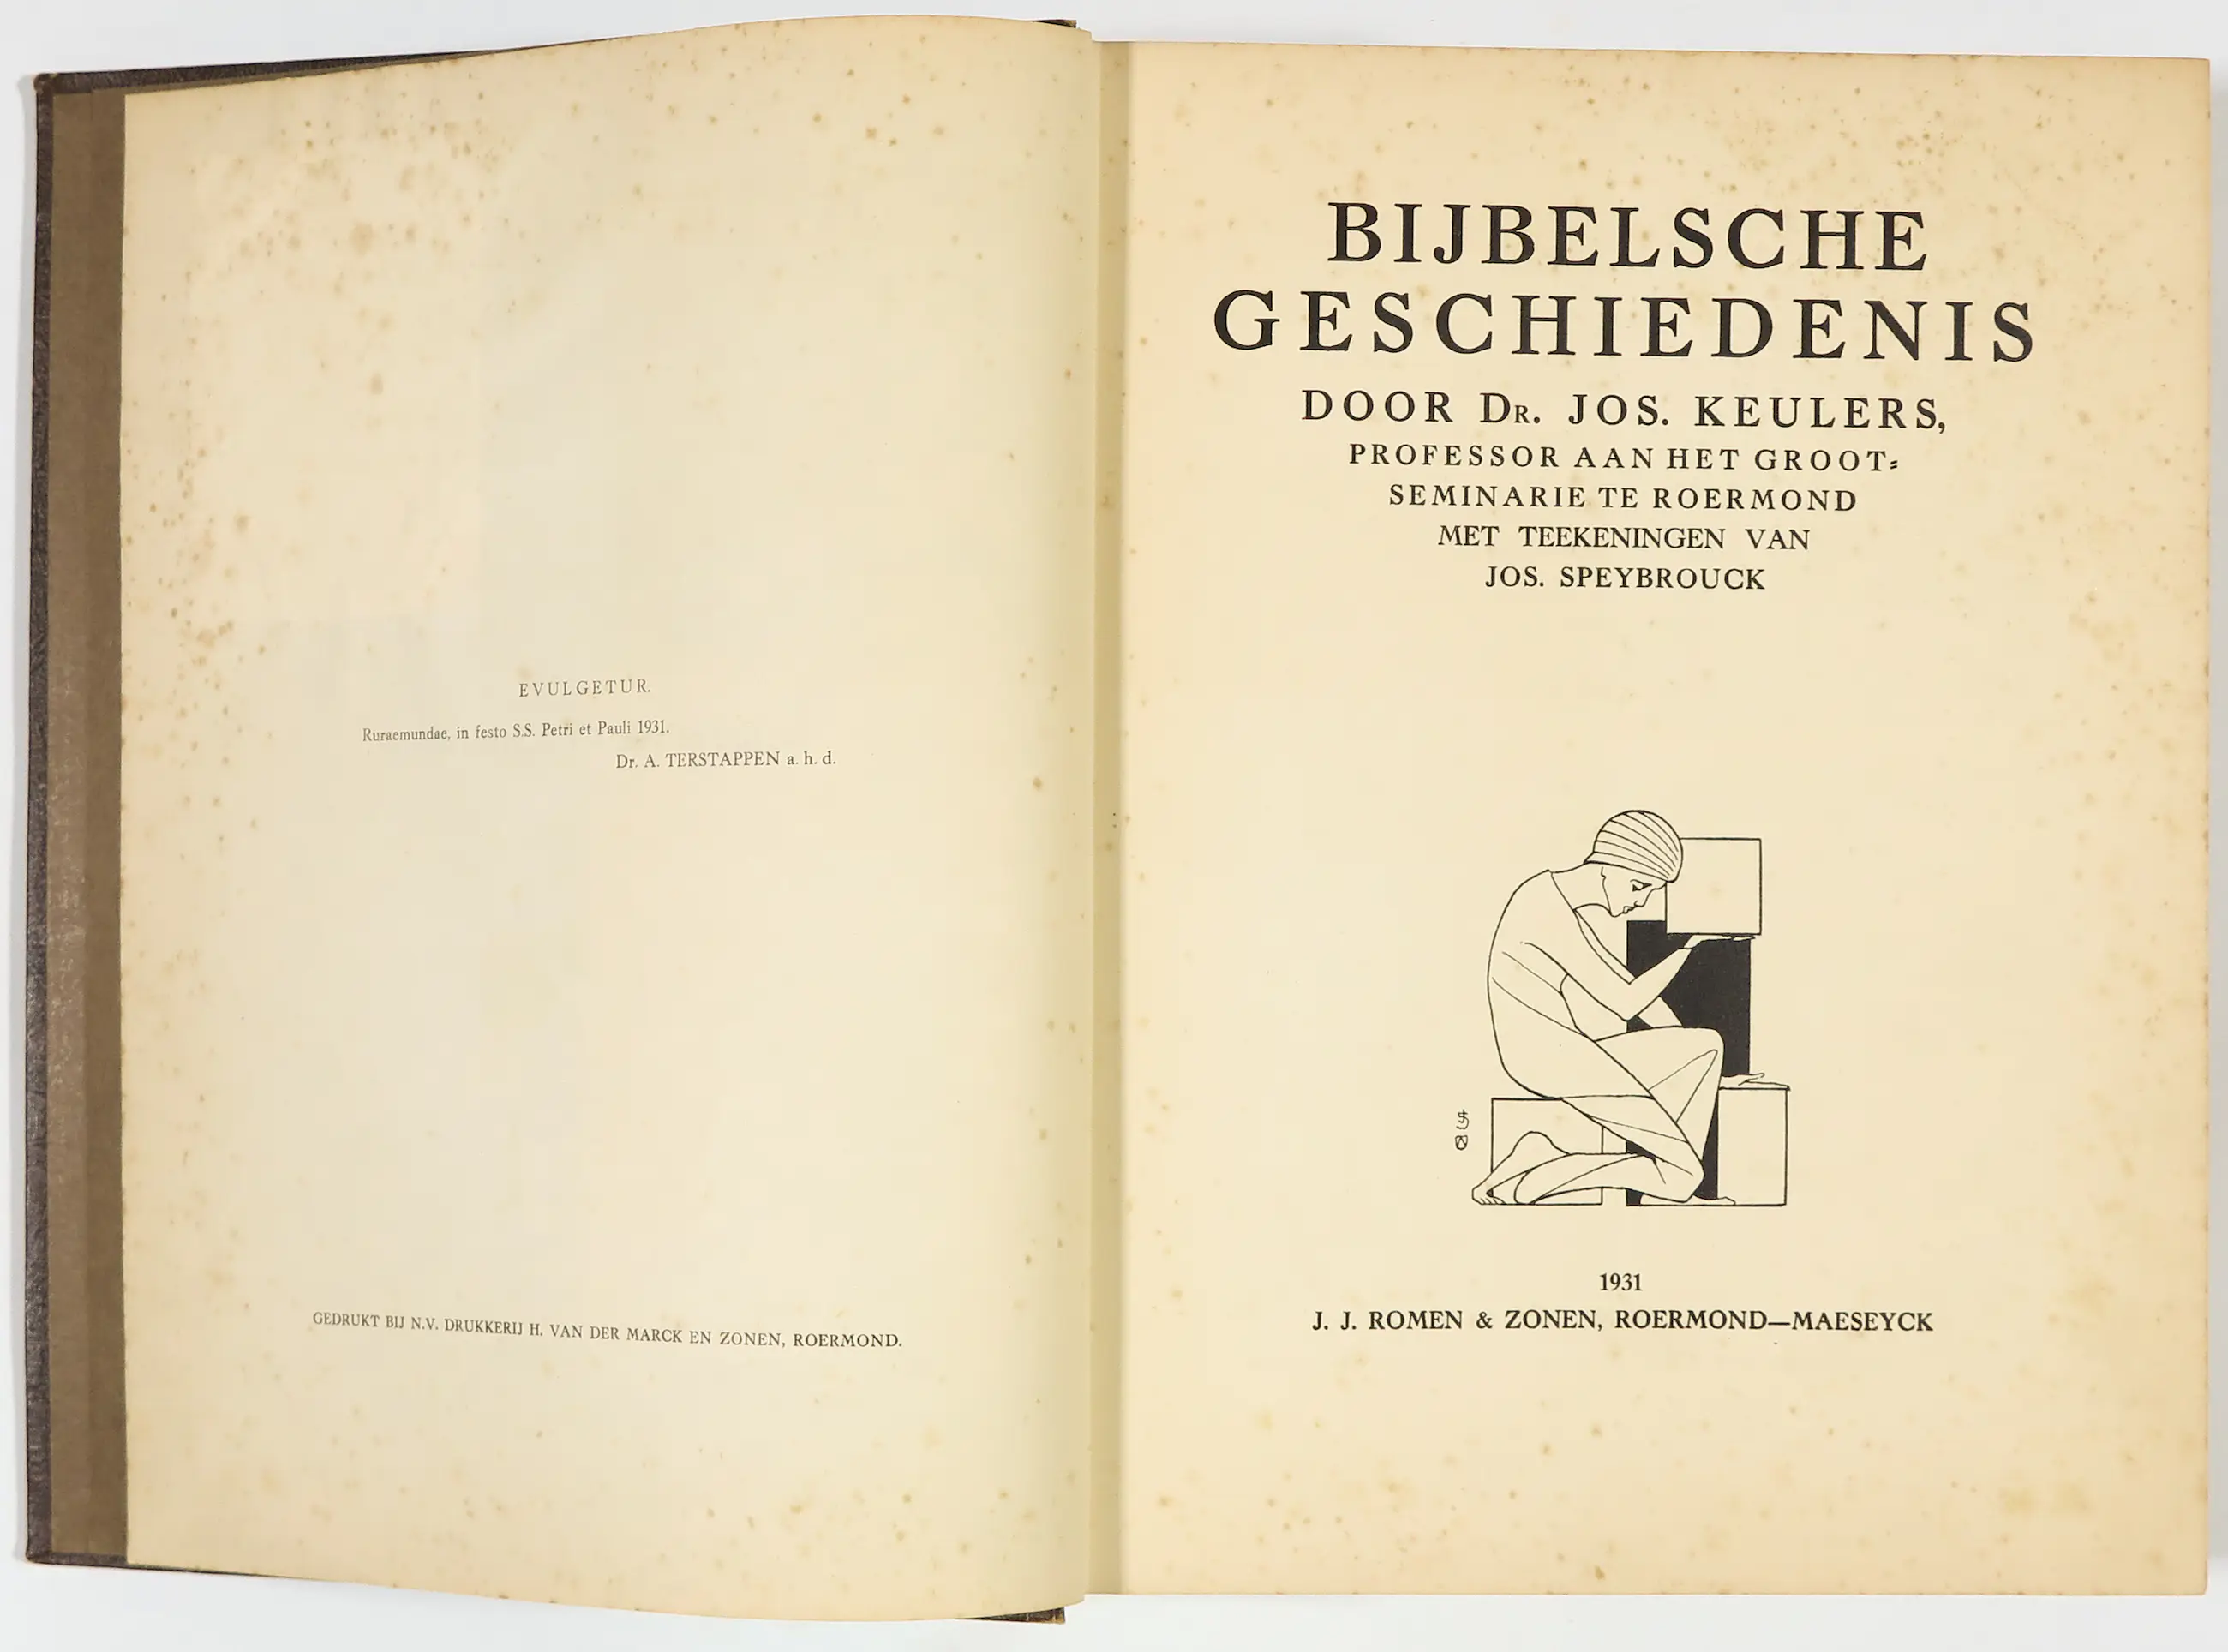 EVULGETUR.
Ruraemundae, in festo S.S. Petri et Pauli 1931.
Dr. A. TERSTAPPEN a. h. d.
GEDRUKT BIJ N.V. DRUKKERIJ H. VAN DER MARCK EN ZONEN, ROERMOND.
BIJBELSCHE
GESCHIEDENIS
DOOR DR. JOS. KEULERS,
PROFESSOR AAN HET GROOT=
SEMINARIE TE ROERMOND
MET TEEKENINGEN VAN
JOS. SPEYBROUCK
1931
J. J. ROMEN & ZONEN, ROERMOND—MAESEYCK